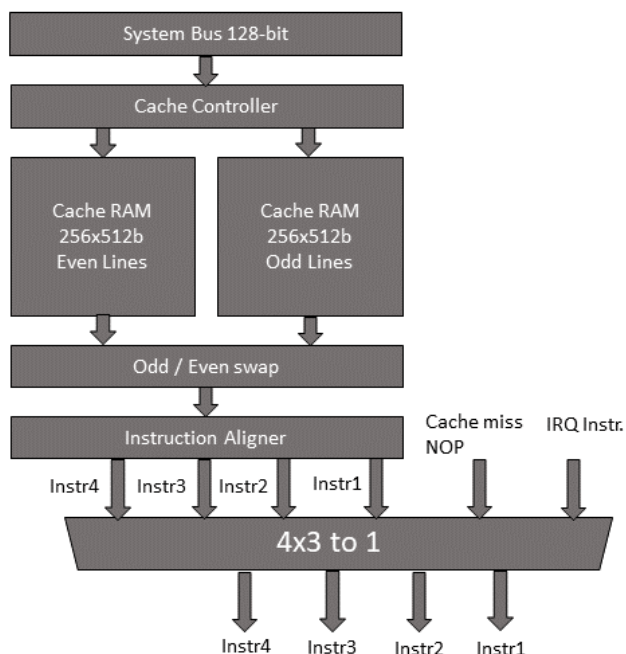 System Bus 128-bit
Cache Controller
Cache RAM
256x512b
Even Lines
Cache RAM
256x512b
Odd Lines
Odd / Even swap
Instruction Aligner
Cache miss
NOP
IRQ Instr.
Instr4
Instr3
Instr2
Instr1
4x3 to 1
Instr4
Instr3
Instr2
Instr1